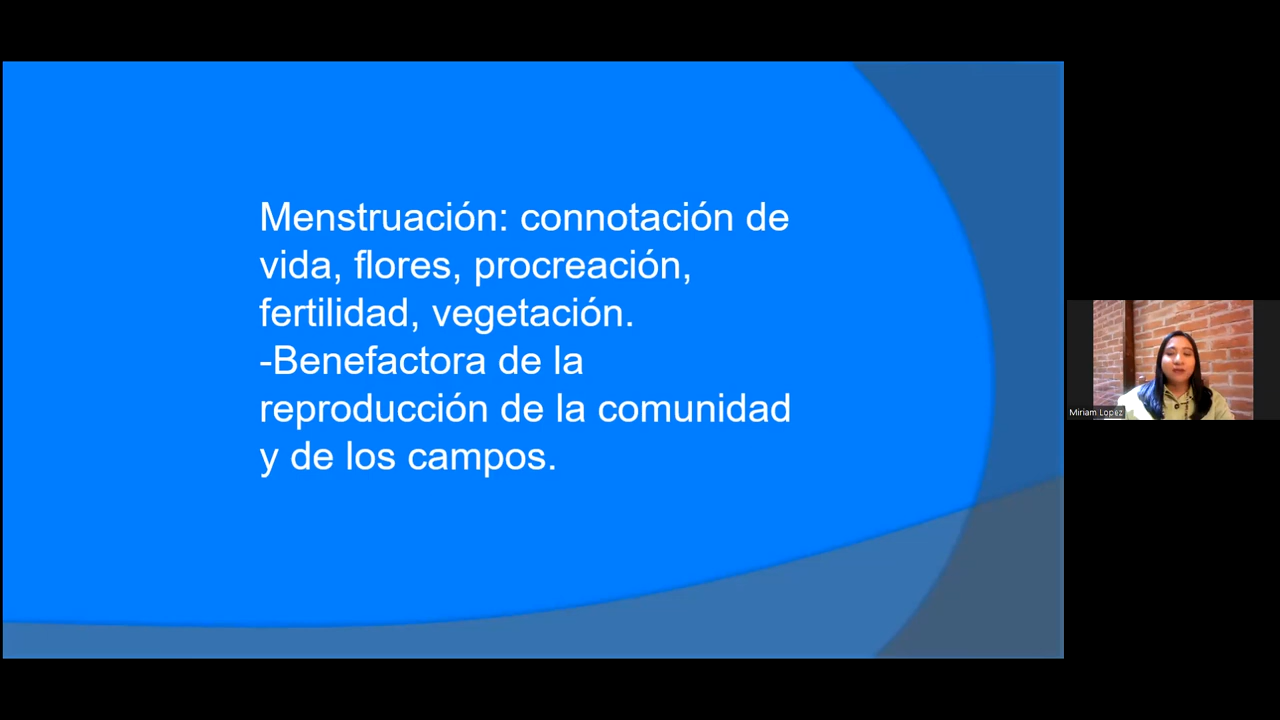 Menstruación: connotación de
vida, flores, procreación,
fertilidad, vegetación.
-Benefactora de la
reproducción de la comunidad
y de los campos.
Miriam Lopez